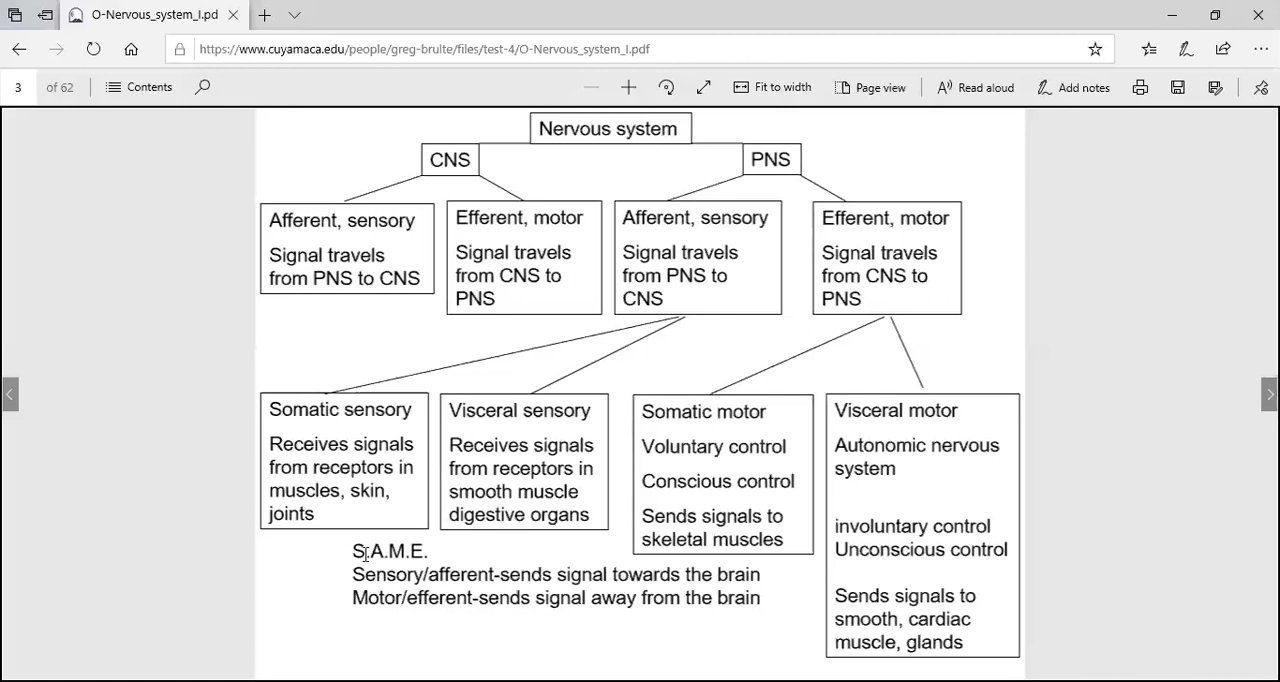 O-Nervous_system_I.pd
https://www.cuyamaca.edu/people/greg-brulte/files/test-4/O-Nervous_system_I.pdf
3 of 62 Contents Fit to width Page view Read aloud Add notes
Nervous system
CNS
PNS
Afferent, sensory
Signal travels
from PNS to CNS
Efferent, motor
Signal travels
from CNS to
PNS
Afferent, sensory
Signal travels
from PNS to
CNS
Efferent, motor
Signal travels
from CNS to
PNS
Somatic sensory
Receives signals
from receptors in
muscles, skin,
joints
Visceral sensory
Receives signals
from receptors in
smooth muscle
digestive organs
Somatic motor
Voluntary control
Conscious control
Sends signals to
skeletal muscles
Visceral motor
Autonomic nervous
system
involuntary control
Unconscious control
Sends signals to
smooth, cardiac
muscle, glands
S.A.M.E.
Sensory/afferent-sends signal towards the brain
Motor/efferent-sends signal away from the brain